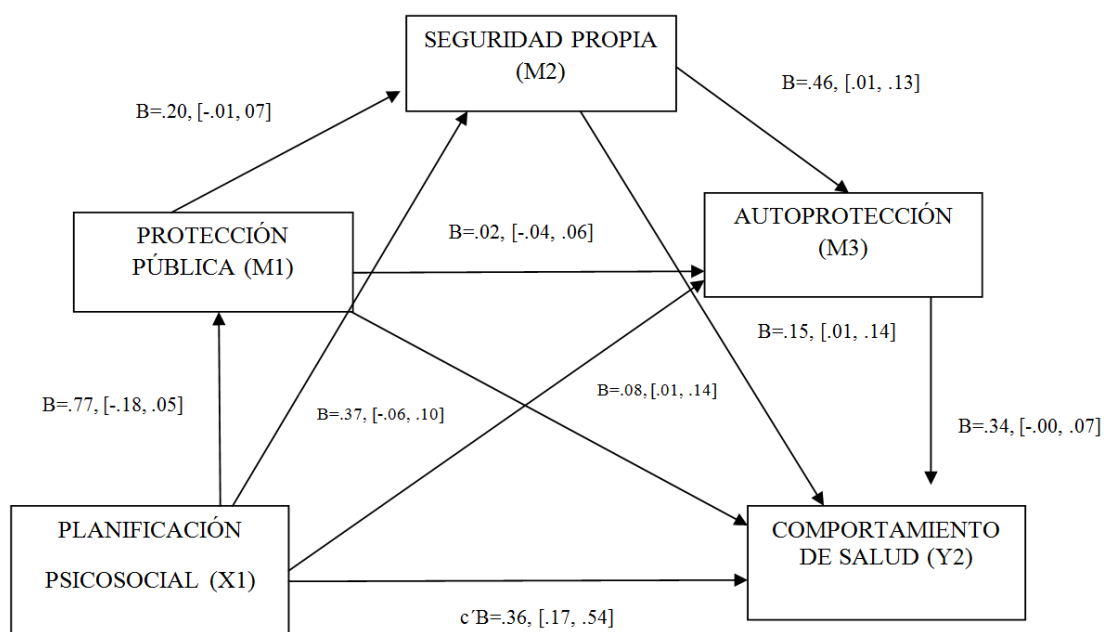 SEGURIDAD PROPIA
(M2)
B=.20, [-.01, 07]
B=.46, [.01, .13]
PROTECCIÓN
PÚBLICA (M1)
B=.02, [-.04, .06]
AUTOPROTECCIÓN
(M3)
B=.77, [-.18, .05]
B=.37, [-.06, .10]
B=.08, [.01, .14]
B=.15, [.01, .14]
B=.34, [-.00, .07]
PLANIFICACIÓN
PSICOSOCIAL (X1)
COMPORTAMIENTO
DE SALUD (Y2)
c´B=.36, [.17, .54]